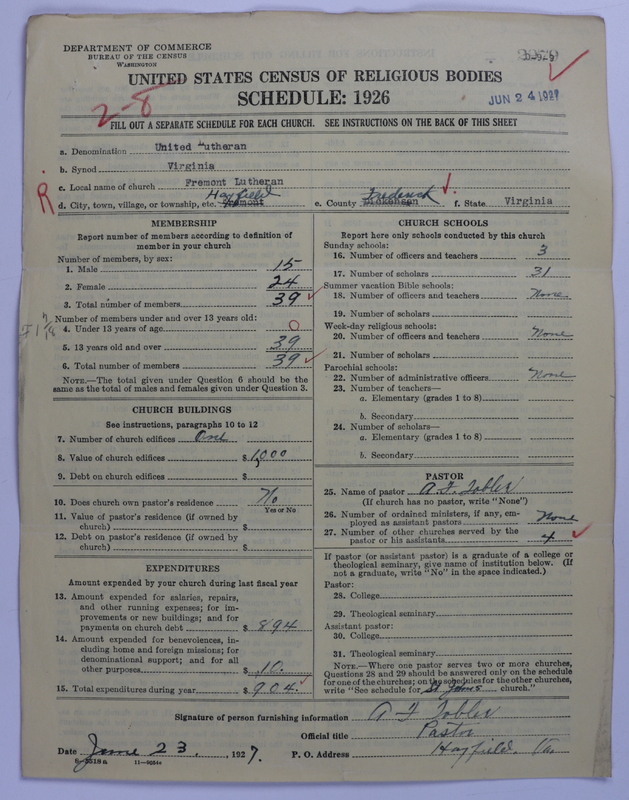 DEPARTMENT OF COMMERCE
BUREAU OF THE CENSUS
WASHINGTON
UNITED STATES CENSUS OF RELIGIOUS BODIES
SCHEDULE: 1926
JUN 24 1927
2-8
FILL OUT A SEPARATE SCHEDULE FOR EACH CHURCH. SEE INSTRUCTIONS ON THE BACK OF THIS SHEET
a. Denomination United Lutheran
b. Synod Virginia
c. Local name of church Fremont Lutheran
d. City, town, village, or township, etc. Hayfield Fremont e. County Frederick Dickenson f. State Virginia
R
MEMBERSHIP
Report number of members according to definition of member in your church
Number of members, by sex:
1. Male 15
2. Female 24
3. Total number of members 39
Number of members under and over 13 years old:
4. Under 13 years of age 0
5. 13 years old and over 39
6. Total number of members 39
NOTE.—The total given under Question 6 should be the same as the total of males and females given under Question 3.
CHURCH BUILDINGS
See instructions, paragraphs 10 to 12
7. Number of church edifices One
8. Value of church edifices $ 1,000
9. Debt on church edifices $
10. Does church own pastor's residence No
Yes or No
11. Value of pastor's residence (if owned by church) $
12. Debt on pastor's residence (if owned by church) $
EXPENDITURES
Amount expended by your church during last fiscal year
13. Amount expended for salaries, repairs, and other running expenses; for improvements or new buildings; and for payments on church debt $ 894
14. Amount expended for benevolences, including home and foreign missions; for denominational support; and for all other purposes $ 10.
15. Total expenditures during year $ 904.
CHURCH SCHOOLS
Report here only schools conducted by this church
Sunday schools:
16. Number of officers and teachers 3
17. Number of scholars 31
Summer vacation Bible schools:
18. Number of officers and teachers None
19. Number of scholars
Week-day religious schools:
20. Number of officers and teachers None
21. Number of scholars
Parochial schools:
22. Number of administrative officers None
23. Number of teachers—
a. Elementary (grades 1 to 8)
b. Secondary
24. Number of scholars—
a. Elementary (grades 1 to 8)
b. Secondary
PASTOR
25. Name of pastor A. F. Tobler
(If church has no pastor, write "None")
26. Number of ordained ministers, if any, employed as assistant pastors None
27. Number of other churches served by the pastor or his assistants 4
If pastor (or assistant pastor) is a graduate of a college or theological seminary, give name of institution below. (If not a graduate, write "No" in the space indicated.)
Pastor:
28. College
29. Theological seminary
Assistant pastor:
30. College
31. Theological seminary
NOTE.—Where one pastor serves two or more churches, Questions 28 and 29 should be answered only on the schedule for one of the churches; on the schedules for the other churches, write "See schedule for St James church."
Signature of person furnishing information A F Tobler
Official title Pastor
Date June 23, 1927. P. O. Address Hayfield, Va.
8-3318a 11-9024c